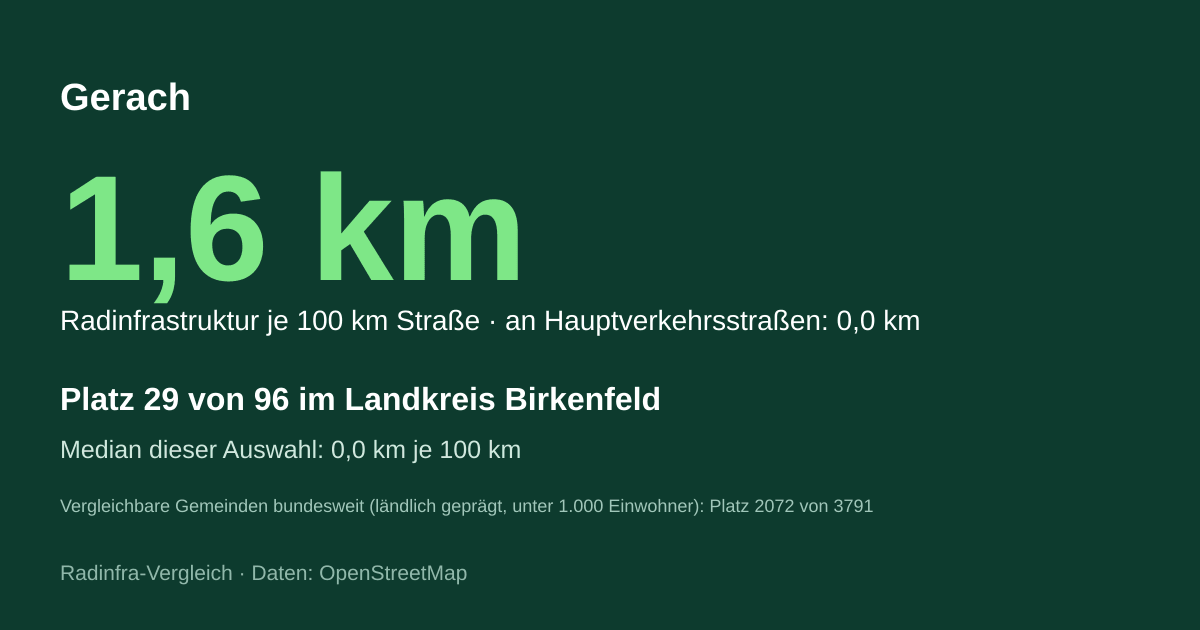 Gerach
1,6 km
Radinfrastruktur je 100 km Straße · an Hauptverkehrsstraßen: 0,0 km
Platz 29 von 96 im Landkreis Birkenfeld
Median dieser Auswahl: 0,0 km je 100 km
Vergleichbare Gemeinden bundesweit (ländlich geprägt, unter 1.000 Einwohner): Platz 2072 von 3791
Radinfra-Vergleich · Daten: OpenStreetMap